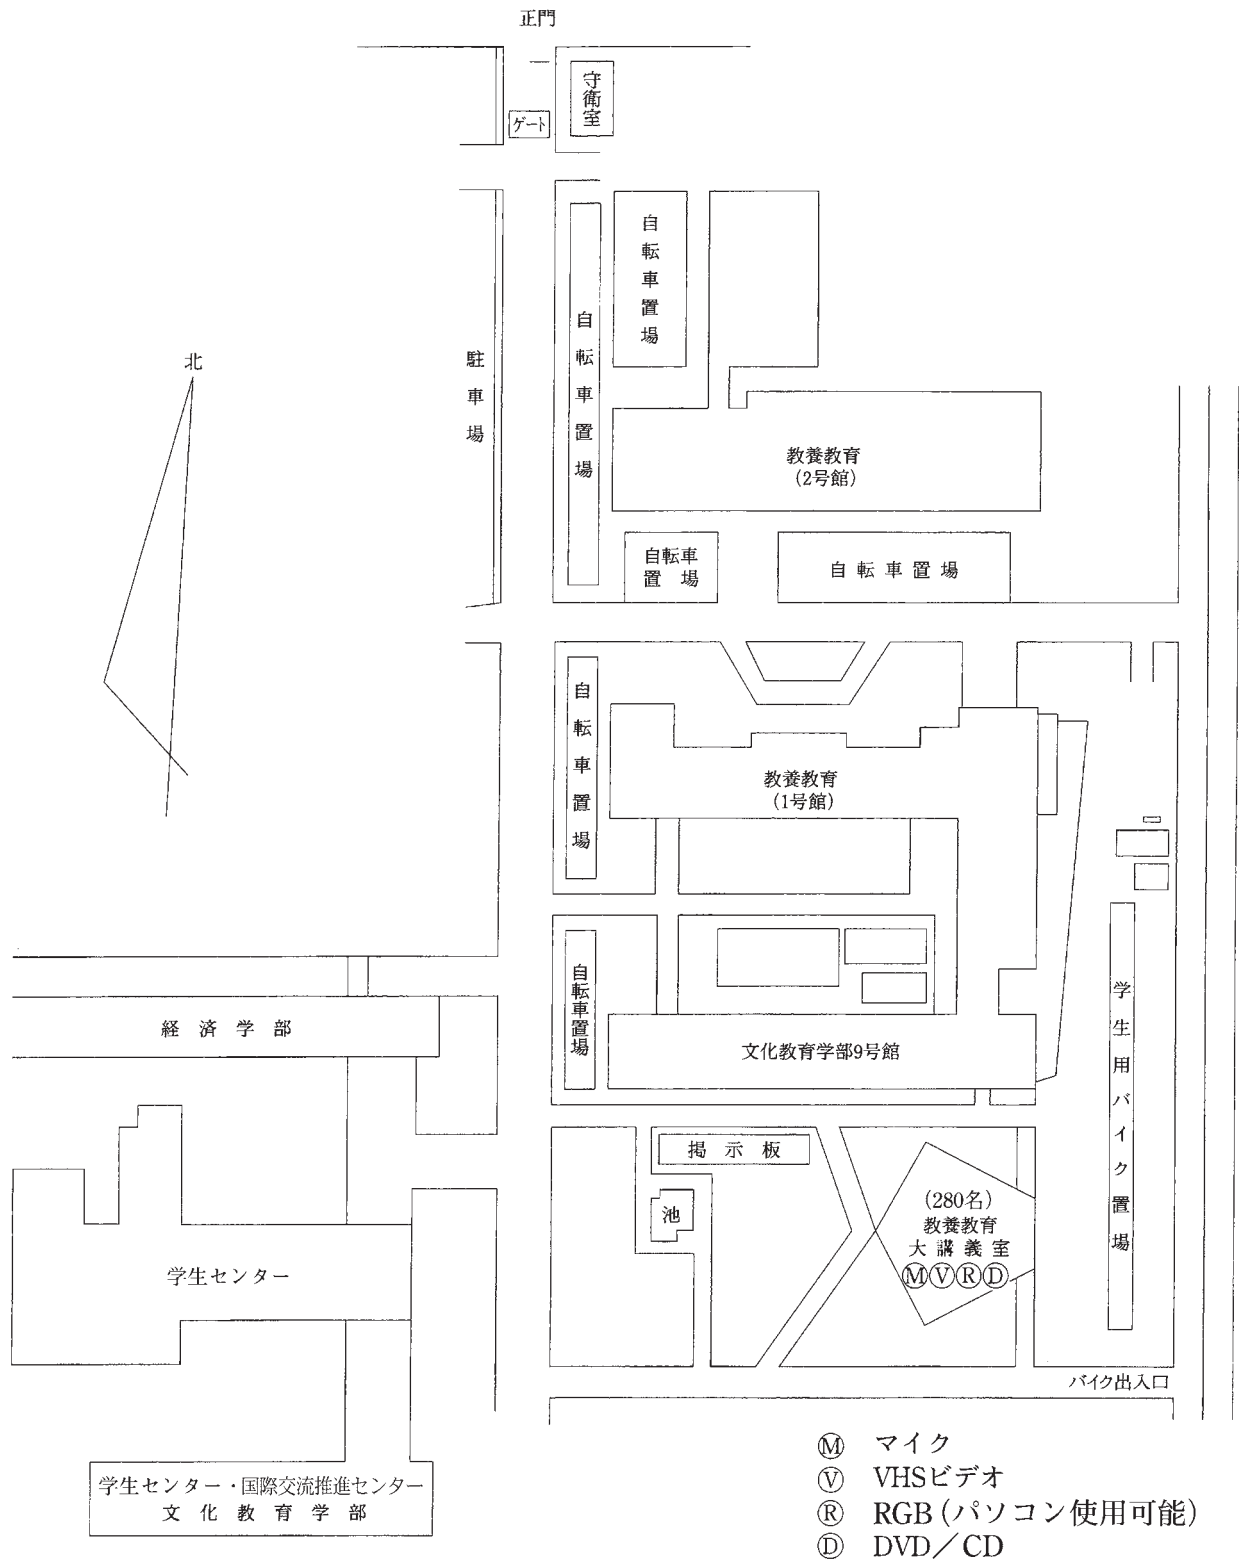 正門
守衛室
ゲート
自転車置場
自転車置場
北
駐車場
教養教育
(2号館)
自転車
置場
自転車置場
自転車置場
教養教育
(1号館)
自転車置場
学生用バイク置場
経済学部
文化教育学部9号館
掲示板
池
(280名)
教養教育
大講義室
ⓂⓋⓇⒹ
学生センター
バイク出入口
学生センター・国際交流推進センター
文化教育学部
Ⓜ マイク
Ⓥ VHSビデオ
Ⓡ RGB(パソコン使用可能)
Ⓓ DVD/CD